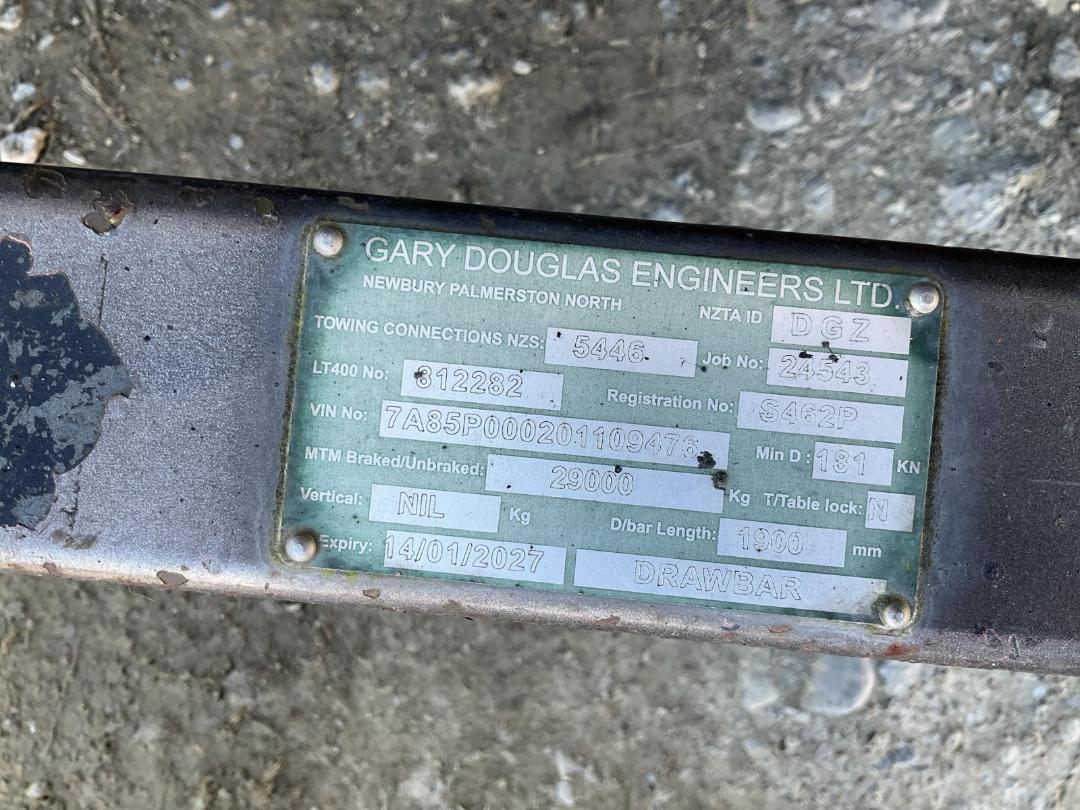 GARY DOUGLAS ENGINEERS LTD.
NEWBURY PALMERSTON NORTH NZTA ID DGZ
TOWING CONNECTIONS NZS: 5446 Job No: 24543
LT400 No: 812282 Registration No: S462P
VIN No: 7A85P000201109476 Min D : 181 KN
MTM Braked/Unbraked: 29000 Kg T/Table lock: N
Vertical: NIL Kg D/bar Length: 1900 mm
Expiry: 14/01/2027 DRAWBAR